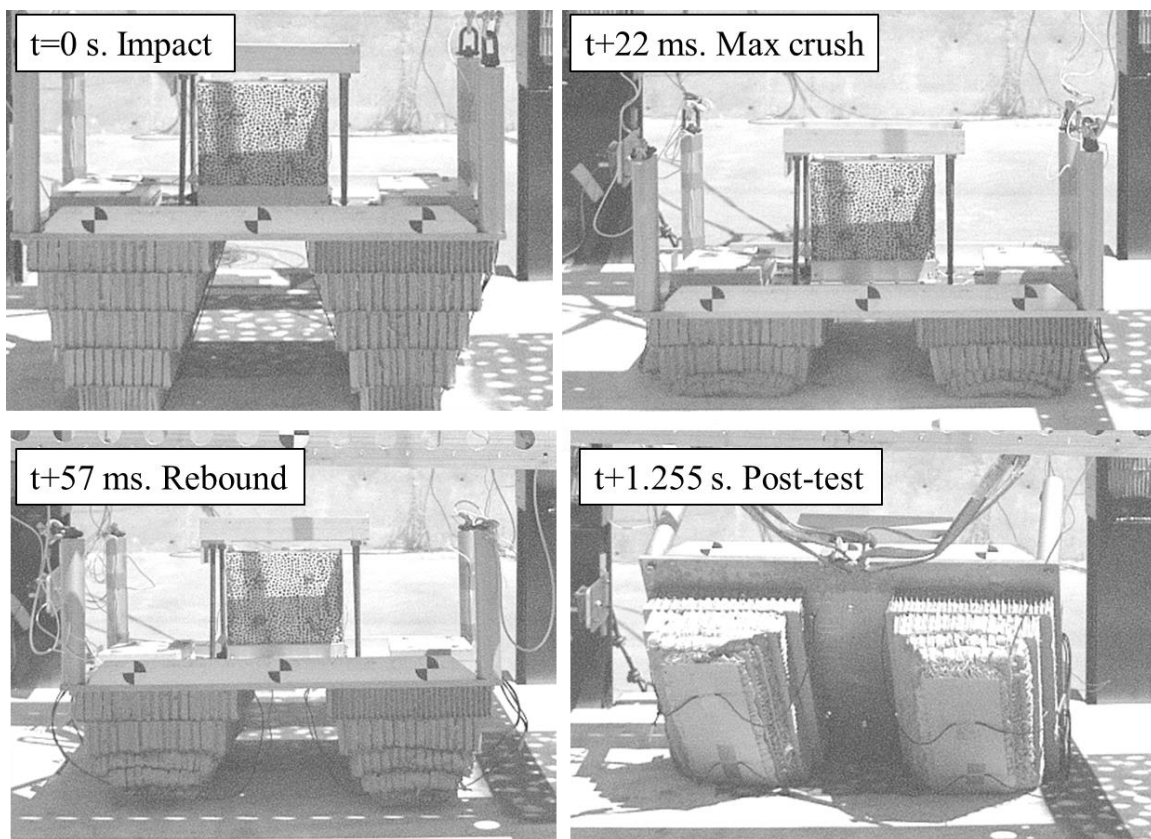 t=0 s. Impact
t+22 ms. Max crush
t+57 ms. Rebound
t+1.255 s. Post-test